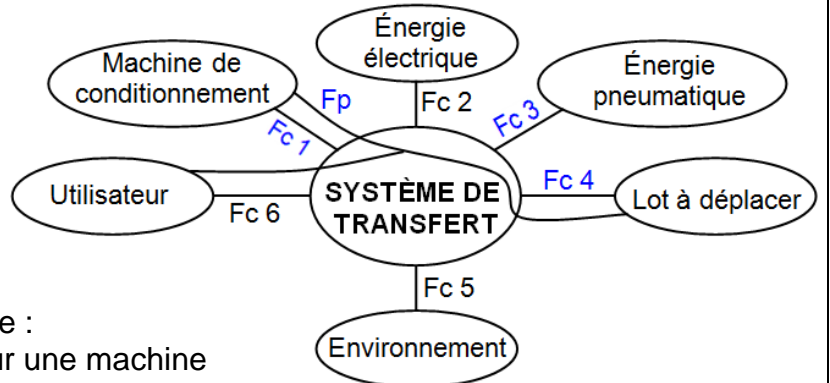 Énergie
électrique
Machine de
conditionnement
Énergie
pneumatique
Fp
Fc 2
Fc 3
Fc 1
Utilisateur
SYSTÈME DE
TRANSFERT
Fc 4
Lot à déplacer
Fc 6
Fc 5
e :
ur une machine
Environnement